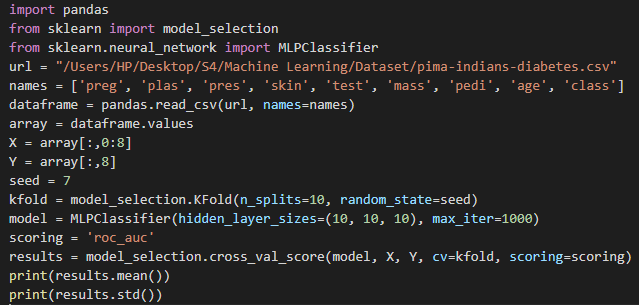 import pandas
from sklearn import model_selection
from sklearn.neural_network import MLPClassifier
url = "/Users/HP/Desktop/S4/Machine Learning/Dataset/pima-indians-diabetes.csv"
names = ['preg', 'plas', 'pres', 'skin', 'test', 'mass', 'pedi', 'age', 'class']
dataframe = pandas.read_csv(url, names=names)
array = dataframe.values
X = array[:,0:8]
Y = array[:,8]
seed = 7
kfold = model_selection.KFold(n_splits=10, random_state=seed)
model = MLPClassifier(hidden_layer_sizes=(10, 10, 10), max_iter=1000)
scoring = 'roc_auc'
results = model_selection.cross_val_score(model, X, Y, cv=kfold, scoring=scoring)
print(results.mean())
print(results.std())